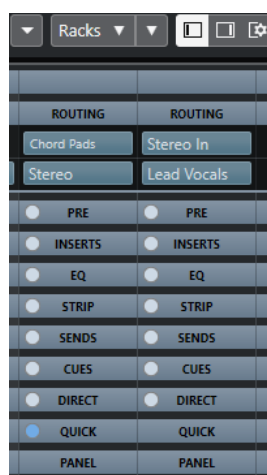 Racks
ROUTING ROUTING
Chord Pads Stereo In
Stereo Lead Vocals
PRE PRE
INSERTS INSERTS
EQ EQ
STRIP STRIP
SENDS SENDS
CUES CUES
DIRECT DIRECT
QUICK QUICK
PANEL PANEL